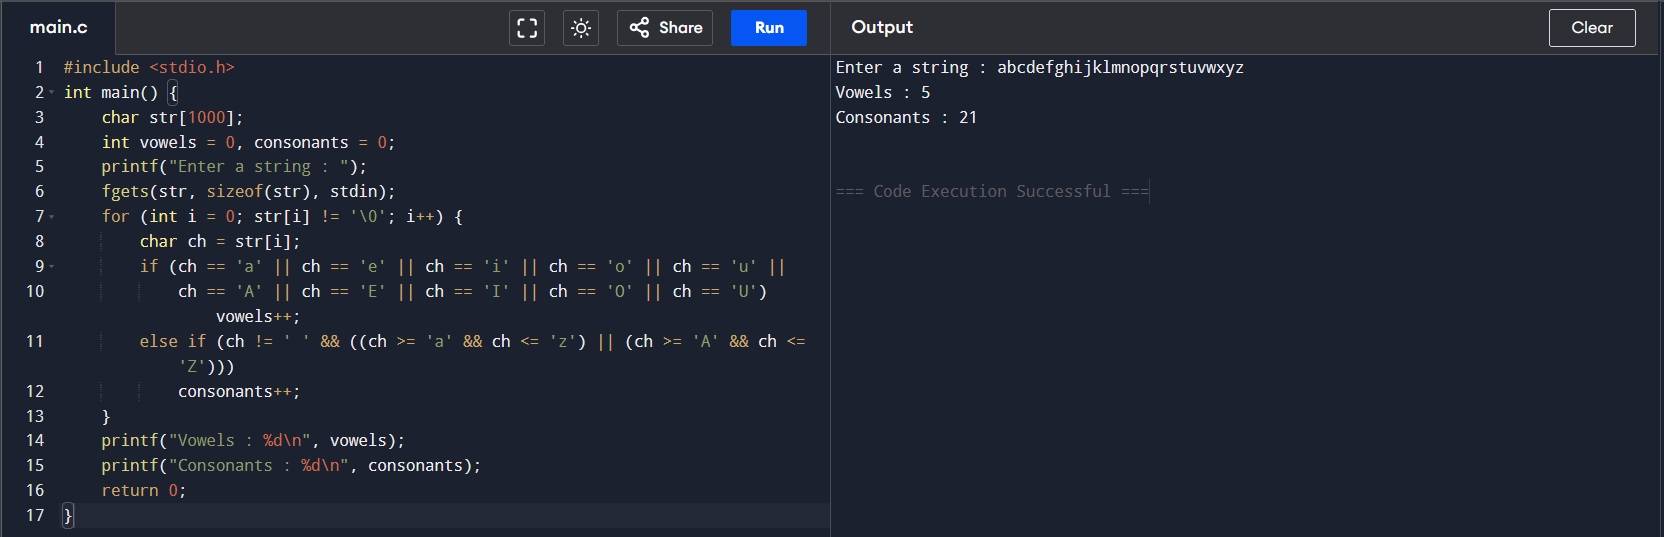 main.c
Share
Run
Output
Clear
1 #include <stdio.h>
2 int main() {
3     char str[1000];
4     int vowels = 0, consonants = 0;
5     printf("Enter a string : ");
6     fgets(str, sizeof(str), stdin);
7     for (int i = 0; str[i] != '\0'; i++) {
8         char ch = str[i];
9         if (ch == 'a' || ch == 'e' || ch == 'i' || ch == 'o' || ch == 'u' ||
10             ch == 'A' || ch == 'E' || ch == 'I' || ch == 'O' || ch == 'U')
                vowels++;
11         else if (ch != ' ' && ((ch >= 'a' && ch <= 'z') || (ch >= 'A' && ch <=
            'Z')))
12             consonants++;
13     }
14     printf("Vowels : %d\n", vowels);
15     printf("Consonants : %d\n", consonants);
16     return 0;
17 }
Enter a string : abcdefghijklmnopqrstuvwxyz
Vowels : 5
Consonants : 21
=== Code Execution Successful ===